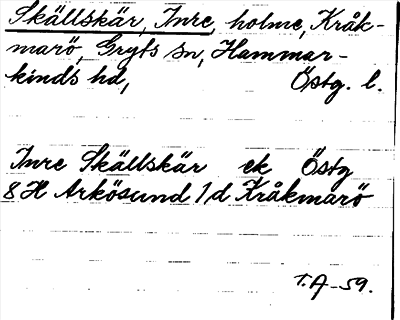 Skällskär, Inre, holme, Kråk-
marö, Gryts sn, Hammar-
kinds hd, Östg. l.
Inre Skällskär ek Östg
8 H Arkösund 1 d Kråkmarö
T.A-59.